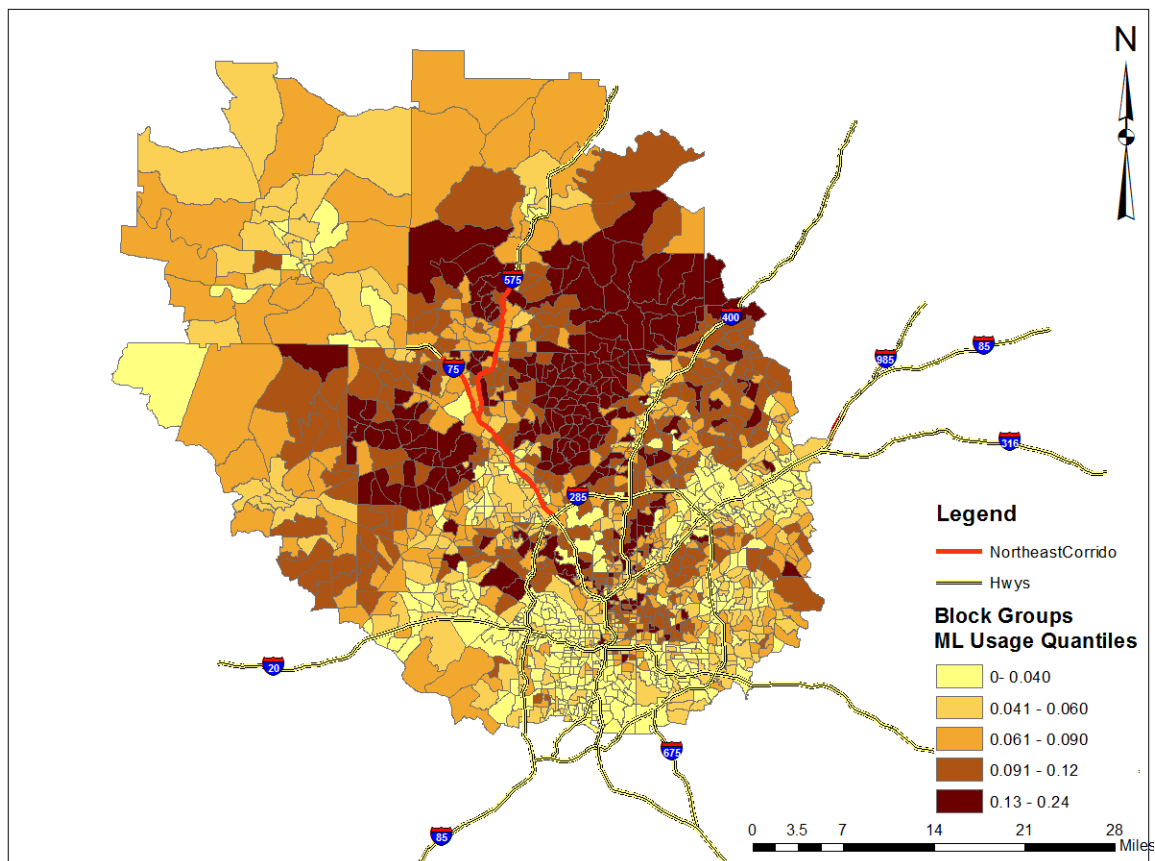 N
575
400
985
85
75
316
285
Legend
NortheastCorrido
Hwys
Block Groups
ML Usage Quantiles
0- 0.040
0.041 - 0.060
0.061 - 0.090
0.091 - 0.12
0.13 - 0.24
20
675
85
0 3.5 7 14 21 28
Miles